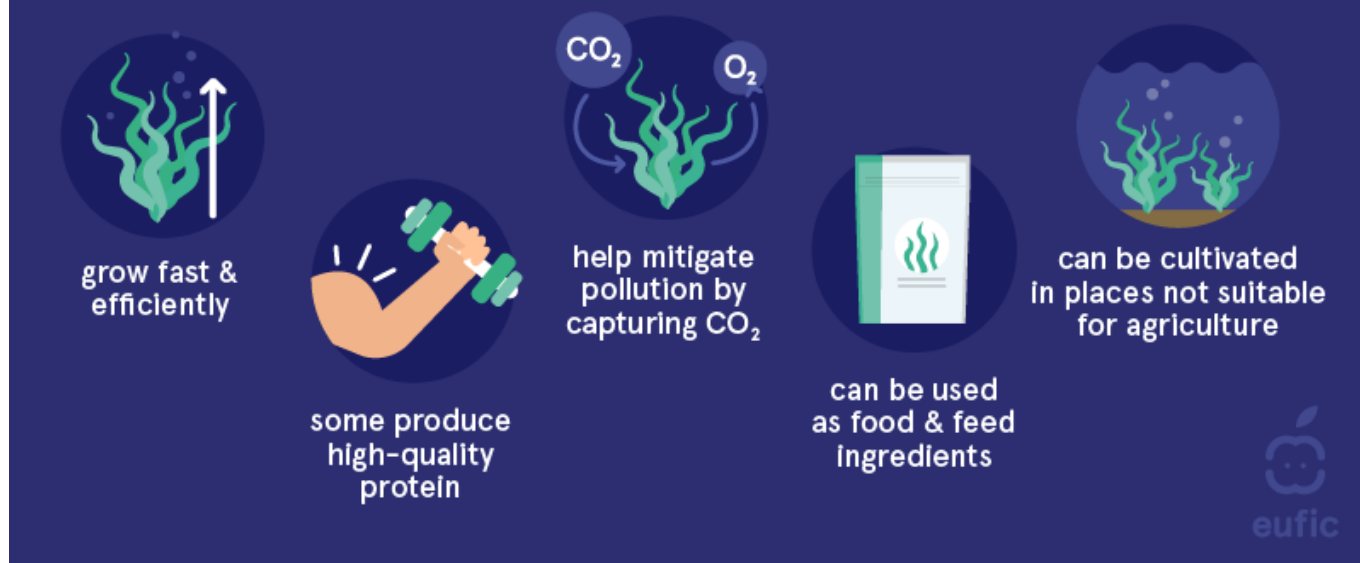 grow fast &
efficiently
some produce
high-quality
protein
CO₂
O₂
help mitigate
pollution by
capturing CO₂
can be used
as food & feed
ingredients
can be cultivated
in places not suitable
for agriculture
eufic